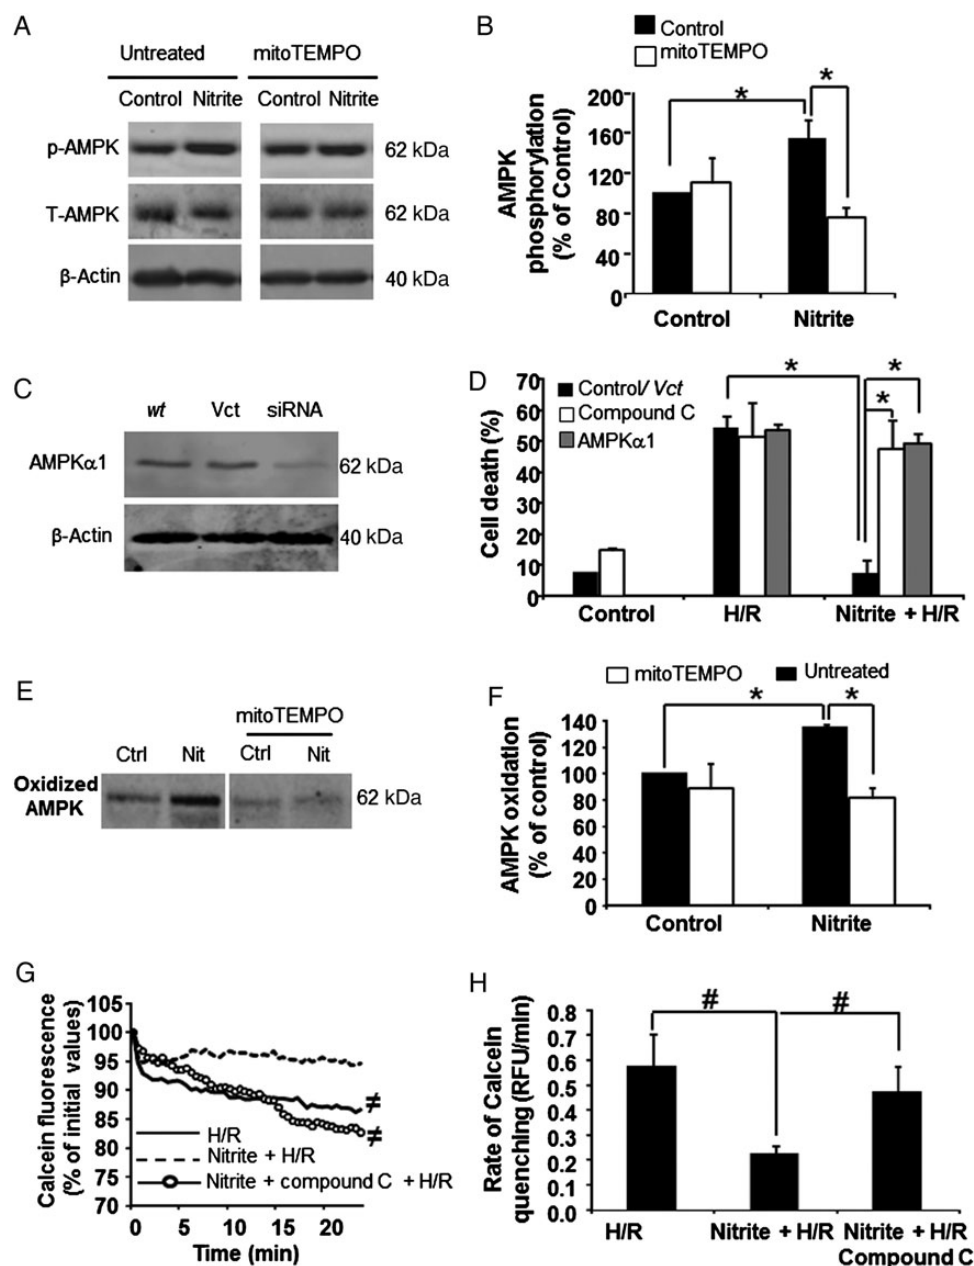 A
Untreated
mitoTEMPO
Control Nitrite
Control Nitrite
p-AMPK
62 kDa
T-AMPK
62 kDa
β-Actin
40 kDa
B
Control
mitoTEMPO
AMPK
phosphorylation
(% of Control)
200
160
120
80
40
0
*
*
Control
Nitrite
C
wt
Vct
siRNA
AMPKα1
62 kDa
β-Actin
40 kDa
D
Control/ Vct
Compound C
AMPKα1
Cell death (%)
70
60
50
40
30
20
10
0
*
*
*
Control
H/R
Nitrite + H/R
E
mitoTEMPO
Ctrl
Nit
Ctrl
Nit
Oxidized
AMPK
62 kDa
F
mitoTEMPO
Untreated
AMPK oxidation
(% of control)
140
120
100
80
60
40
20
0
*
*
Control
Nitrite
G
Calcein fluorescence
(% of initial values)
105
100
95
90
85
80
75
70
≠
≠
H/R
Nitrite + H/R
Nitrite + compound C + H/R
0
5
10
15
20
Time (min)
H
Rate of Calcein
quenching (RFU/min)
0.8
0.7
0.6
0.5
0.4
0.3
0.2
0.1
0.0
#
#
H/R
Nitrite + H/R
Nitrite + H/R
Compound C